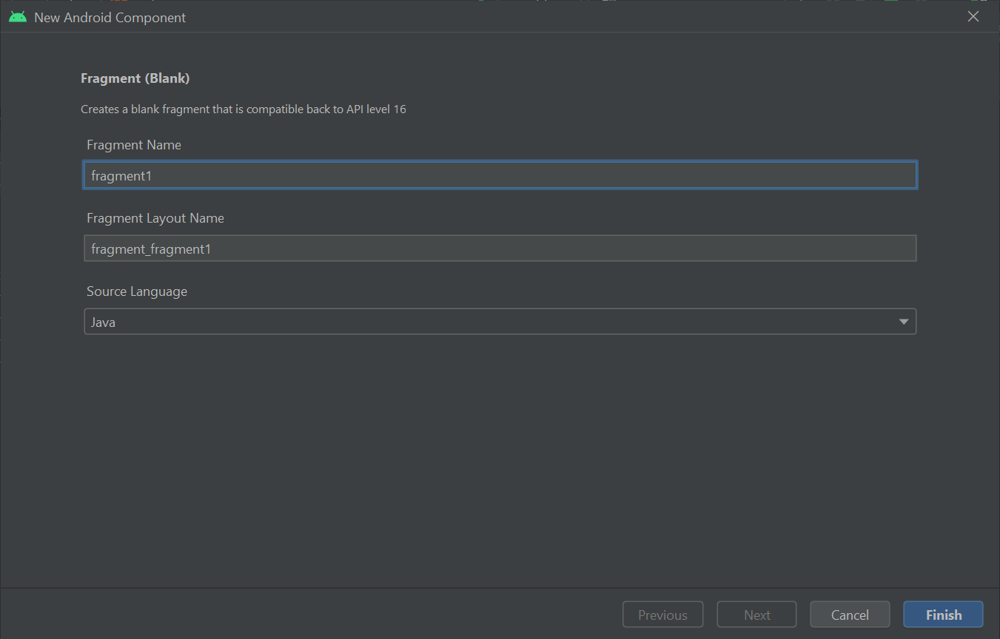 New Android Component
Fragment (Blank)
Creates a blank fragment that is compatible back to API level 16
Fragment Name
fragment1
Fragment Layout Name
fragment_fragment1
Source Language
Java
Previous
Next
Cancel
Finish